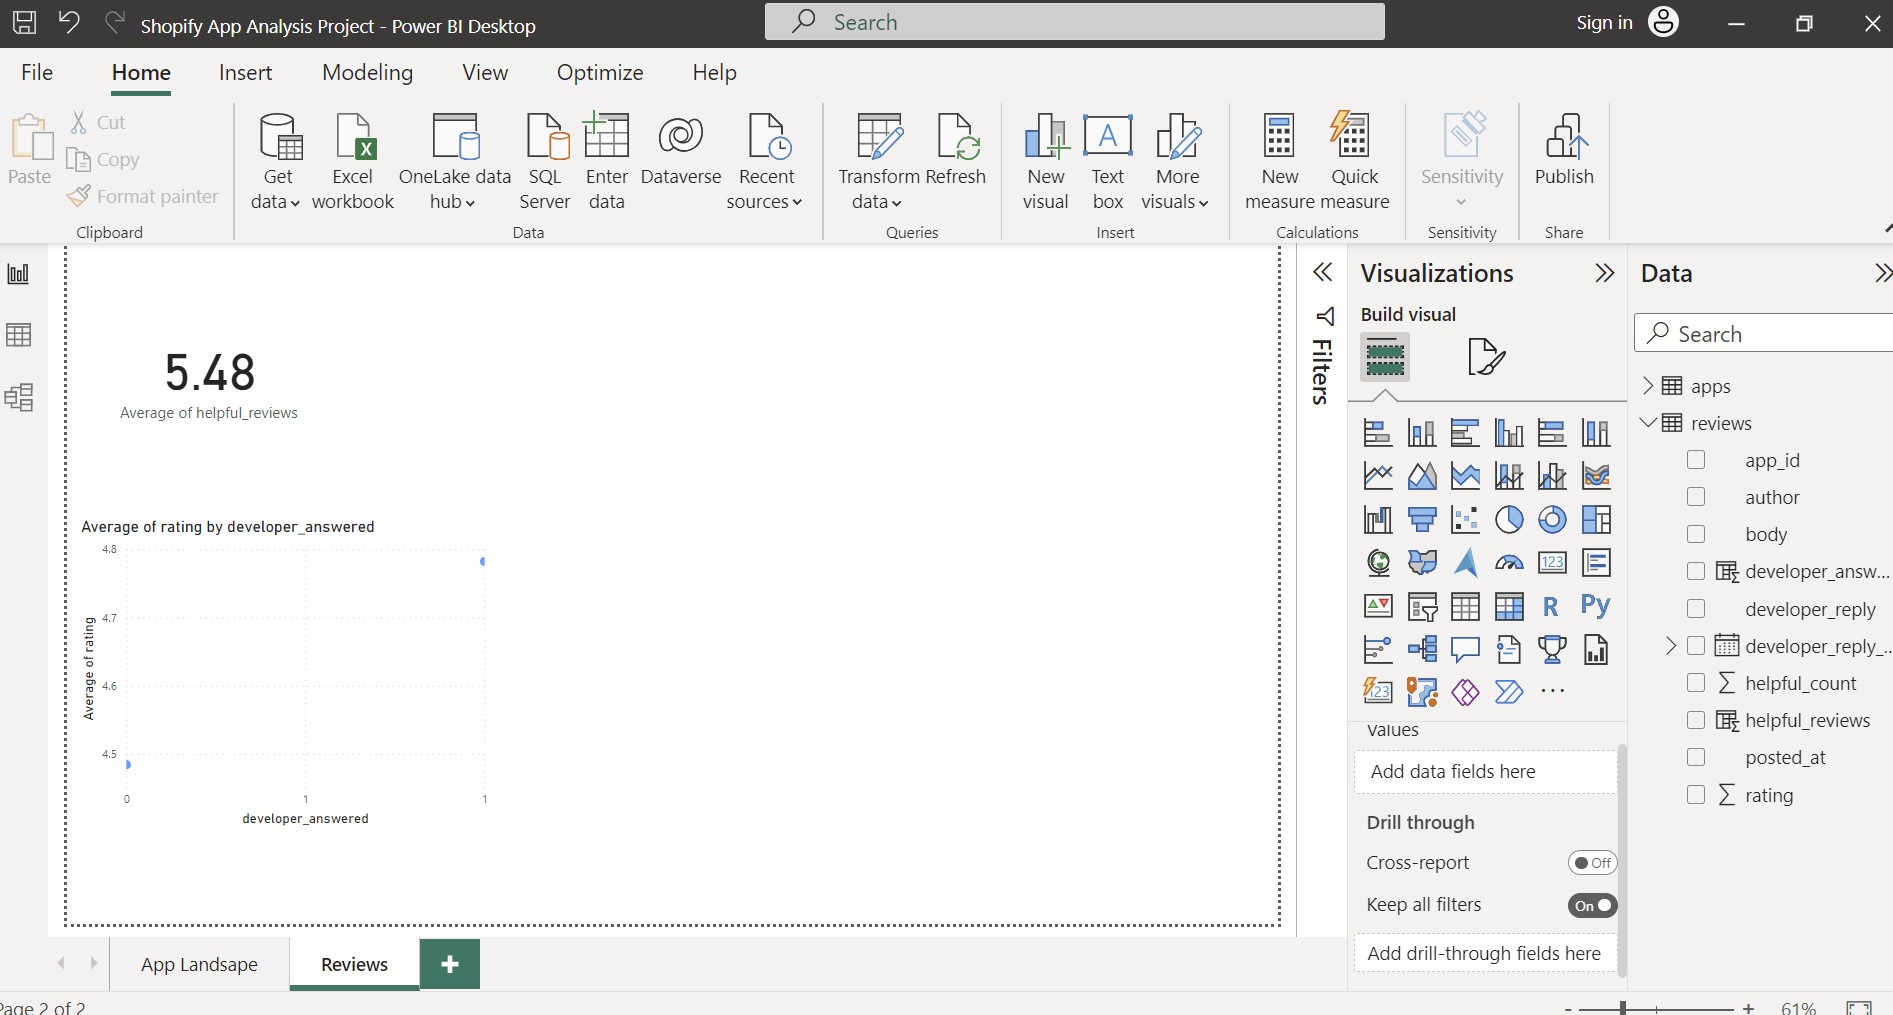 Shopify App Analysis Project - Power BI Desktop
Search
Sign in
File Home Insert Modeling View Optimize Help
Paste
Cut
Copy
Format painter
Clipboard
Get data
Excel workbook
OneLake data hub
SQL Server
Enter data
Dataverse
Recent sources
Data
Transform data
Refresh
Queries
New visual
A
Text box
More visuals
Insert
New measure
Quick measure
Calculations
Sensitivity
Sensitivity
Publish
Share
5.48
Average of helpful_reviews
Average of rating by developer_answered
4.8
4.7
4.6
4.5
Average of rating
0 1 1
developer_answered
Filters
Visualizations
Build visual
123
R Py
123
Values
Add data fields here
Drill through
Cross-report
Off
Keep all filters
On
Add drill-through fields here
Data
Search
apps
reviews
app_id
author
body
developer_answ...
developer_reply
developer_reply_...
helpful_count
helpful_reviews
posted_at
rating
App Landsape
Reviews
+
Page 2 of 2
- + 61%